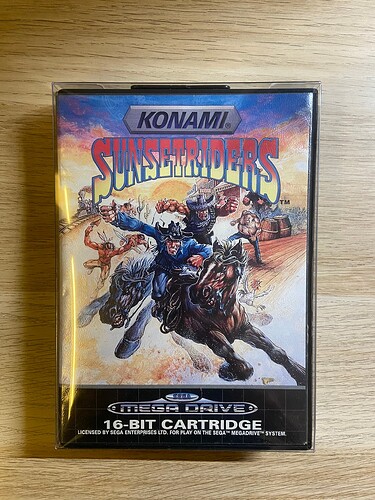 KONAMI®
SUNSETRIDERS™
SEGA
MEGA DRIVE
16-BIT CARTRIDGE
LICENSED BY SEGA ENTERPRISES LTD. FOR PLAY ON THE SEGA™ MEGADRIVE™ SYSTEM.